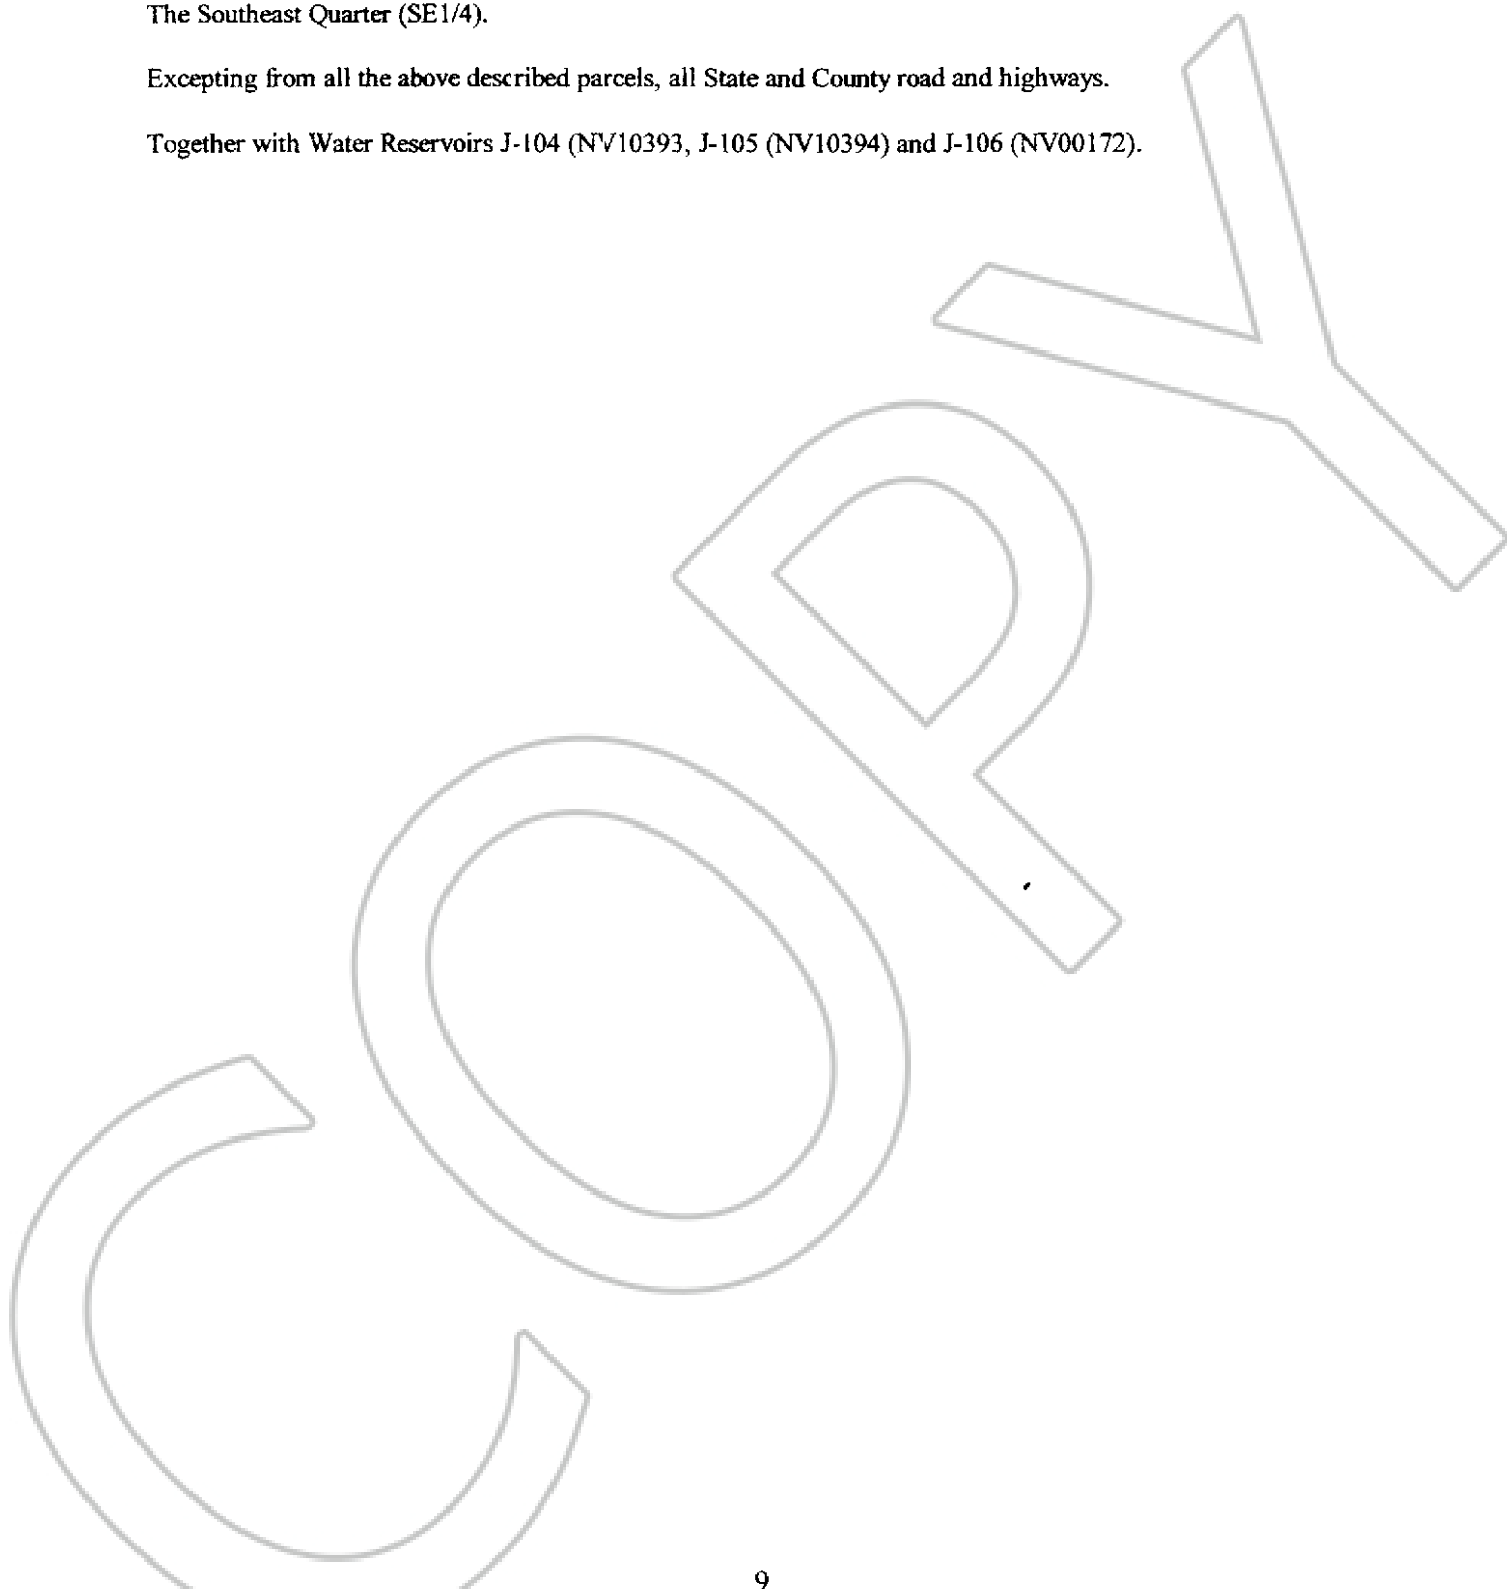 The Southeast Quarter (SE1/4).
Excepting from all the above described parcels, all State and County road and highways.
Together with Water Reservoirs J-104 (NV10393, J-105 (NV10394) and J-106 (NV00172).
COPY
9